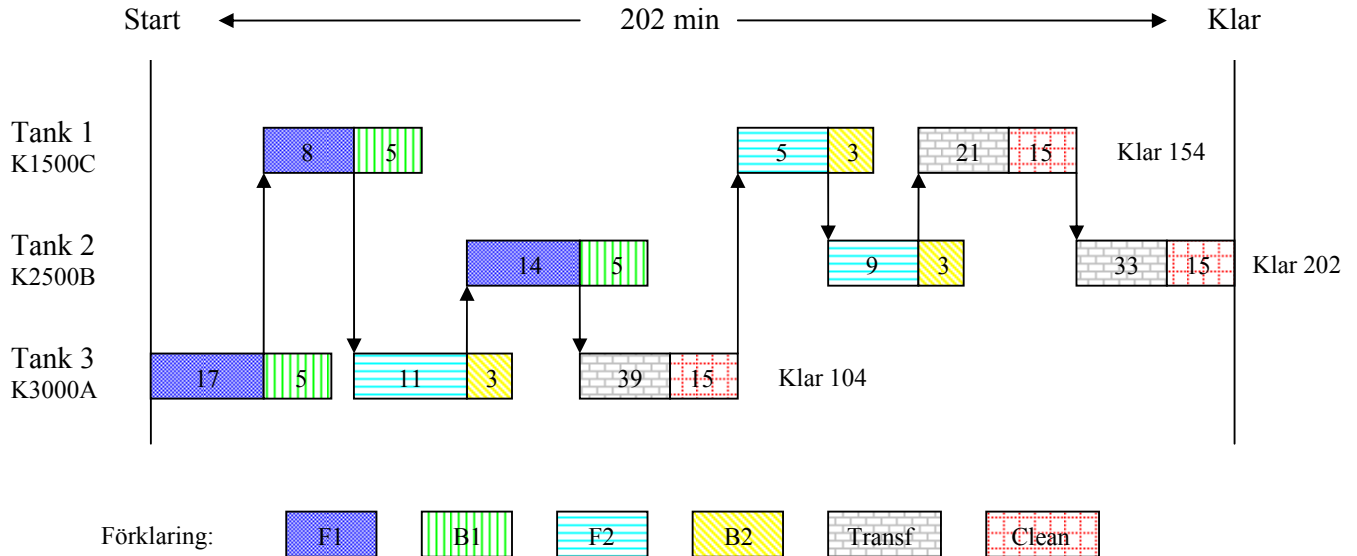 Start 202 min Klar
Tank 1
K1500C
8 5 5 3 21 15 Klar 154
Tank 2
K2500B
14 5 9 3 33 15 Klar 202
Tank 3
K3000A
17 5 11 3 39 15 Klar 104
Förklaring: F1 B1 F2 B2 Transf Clean